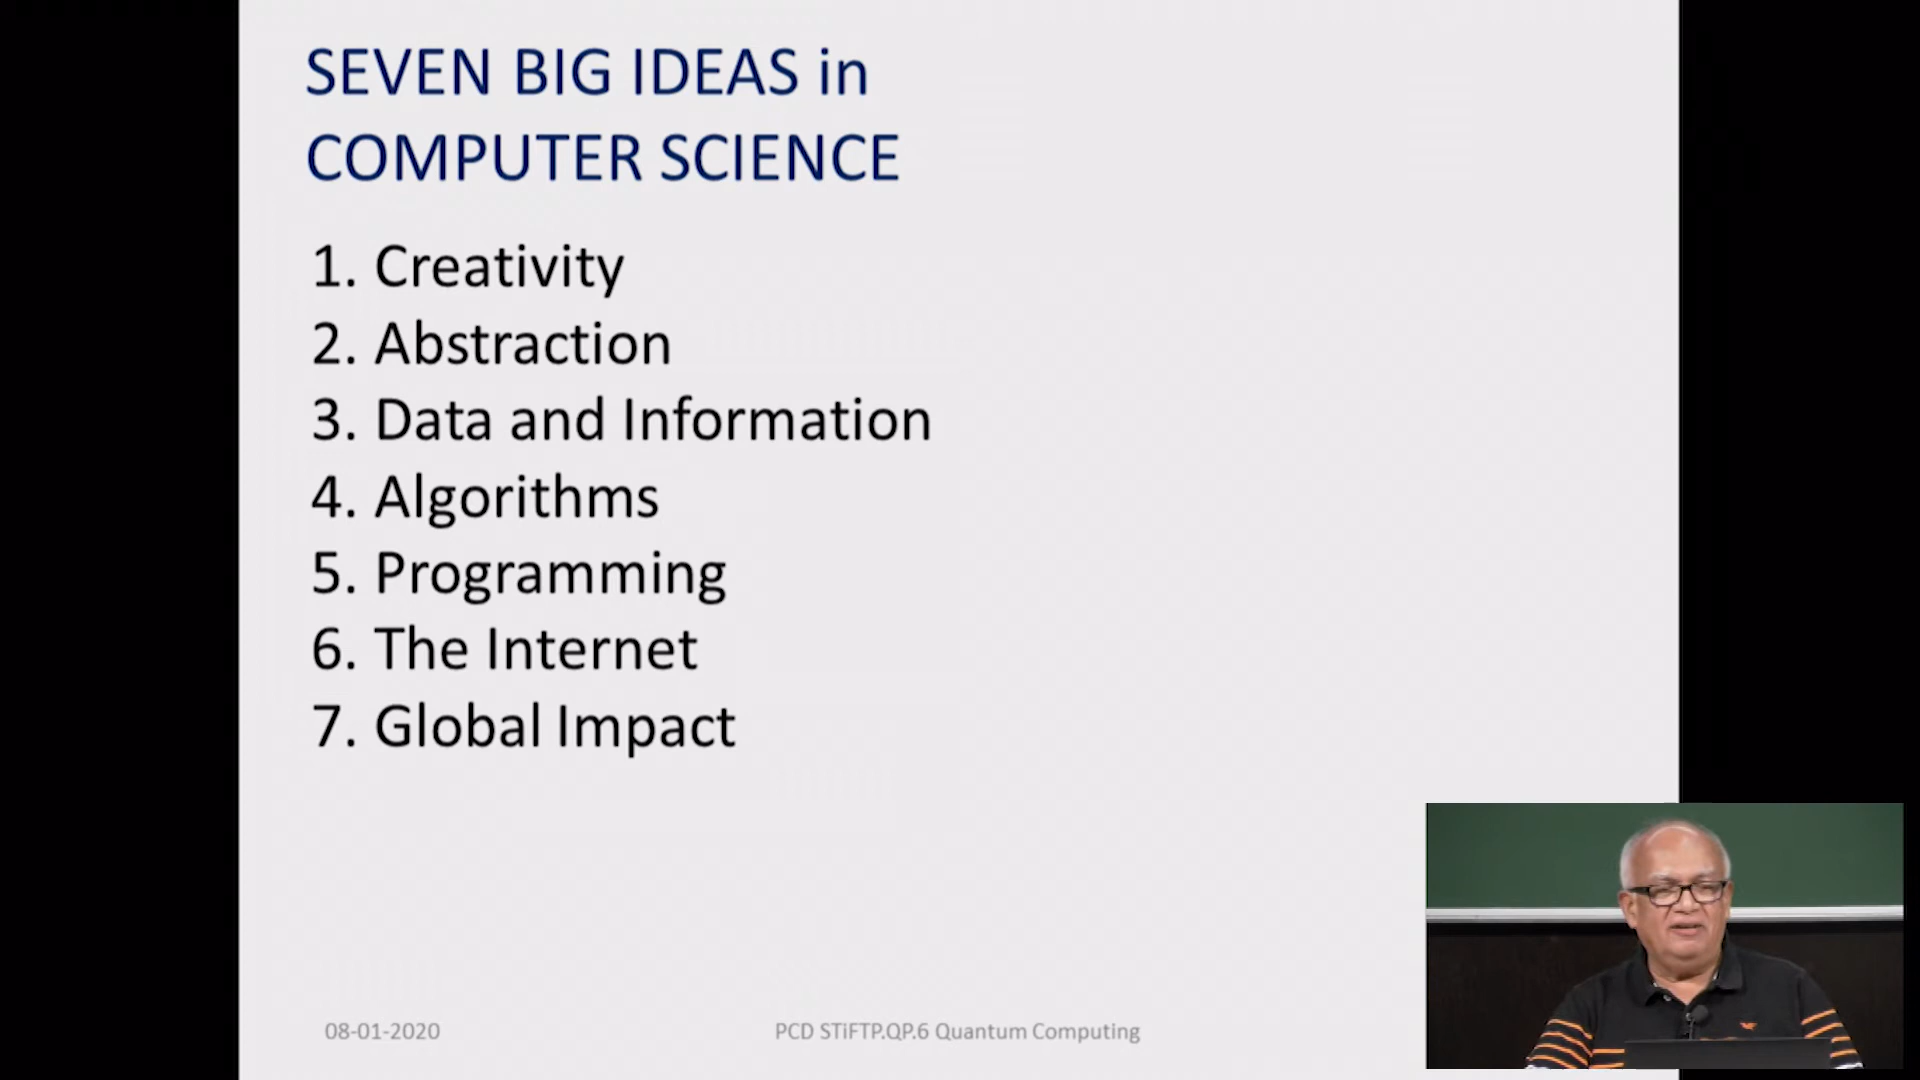 SEVEN BIG IDEAS in
COMPUTER SCIENCE
1. Creativity
2. Abstraction
3. Data and Information
4. Algorithms
5. Programming
6. The Internet
7. Global Impact
08-01-2020
PCD STiFTP.QP.6 Quantum Computing